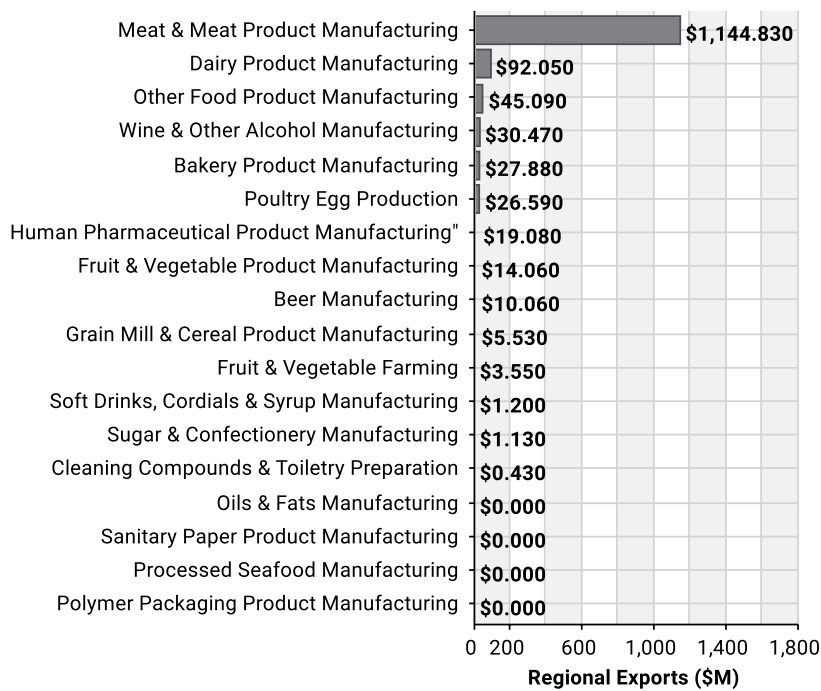 Meat & Meat Product Manufacturing $1,144.830
Dairy Product Manufacturing $92.050
Other Food Product Manufacturing $45.090
Wine & Other Alcohol Manufacturing $30.470
Bakery Product Manufacturing $27.880
Poultry Egg Production $26.590
Human Pharmaceutical Product Manufacturing" $19.080
Fruit & Vegetable Product Manufacturing $14.060
Beer Manufacturing $10.060
Grain Mill & Cereal Product Manufacturing $5.530
Fruit & Vegetable Farming $3.550
Soft Drinks, Cordials & Syrup Manufacturing $1.200
Sugar & Confectionery Manufacturing $1.130
Cleaning Compounds & Toiletry Preparation $0.430
Oils & Fats Manufacturing $0.000
Sanitary Paper Product Manufacturing $0.000
Processed Seafood Manufacturing $0.000
Polymer Packaging Product Manufacturing $0.000
0 200 600 1,000 1,400 1,800
Regional Exports ($M)